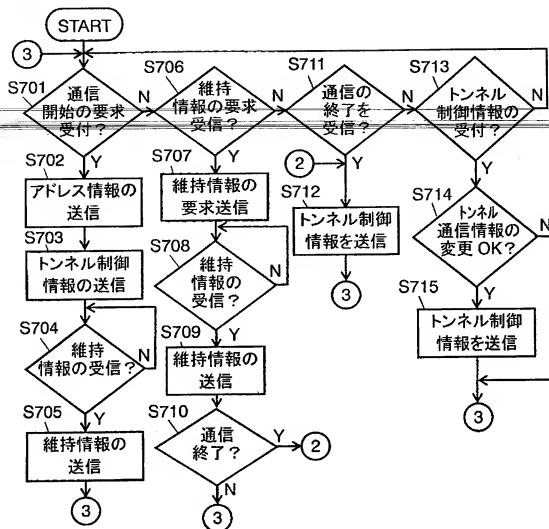 START
3
S701
通信
開始の要求
受付？
N
Y
S702
アドレス情報の
送信
S703
トンネル制御
情報の送信
S704
維持
情報の受信？
N
Y
S705
維持情報の
送信
3
S706
維持
情報の要求
受信？
N
Y
S707
維持情報の
要求送信
S708
維持
情報の
受信？
N
Y
S709
維持情報の
送信
S710
通信
終了？
Y
2
N
3
S711
通信の
終了を
受信？
N
Y
2
S712
トンネル制御
情報を送信
3
S713
トンネル
制御情報の
受付？
N
Y
S714
トンネル
通信情報の
変更 OK？
N
Y
S715
トンネル制御
情報を送信
3